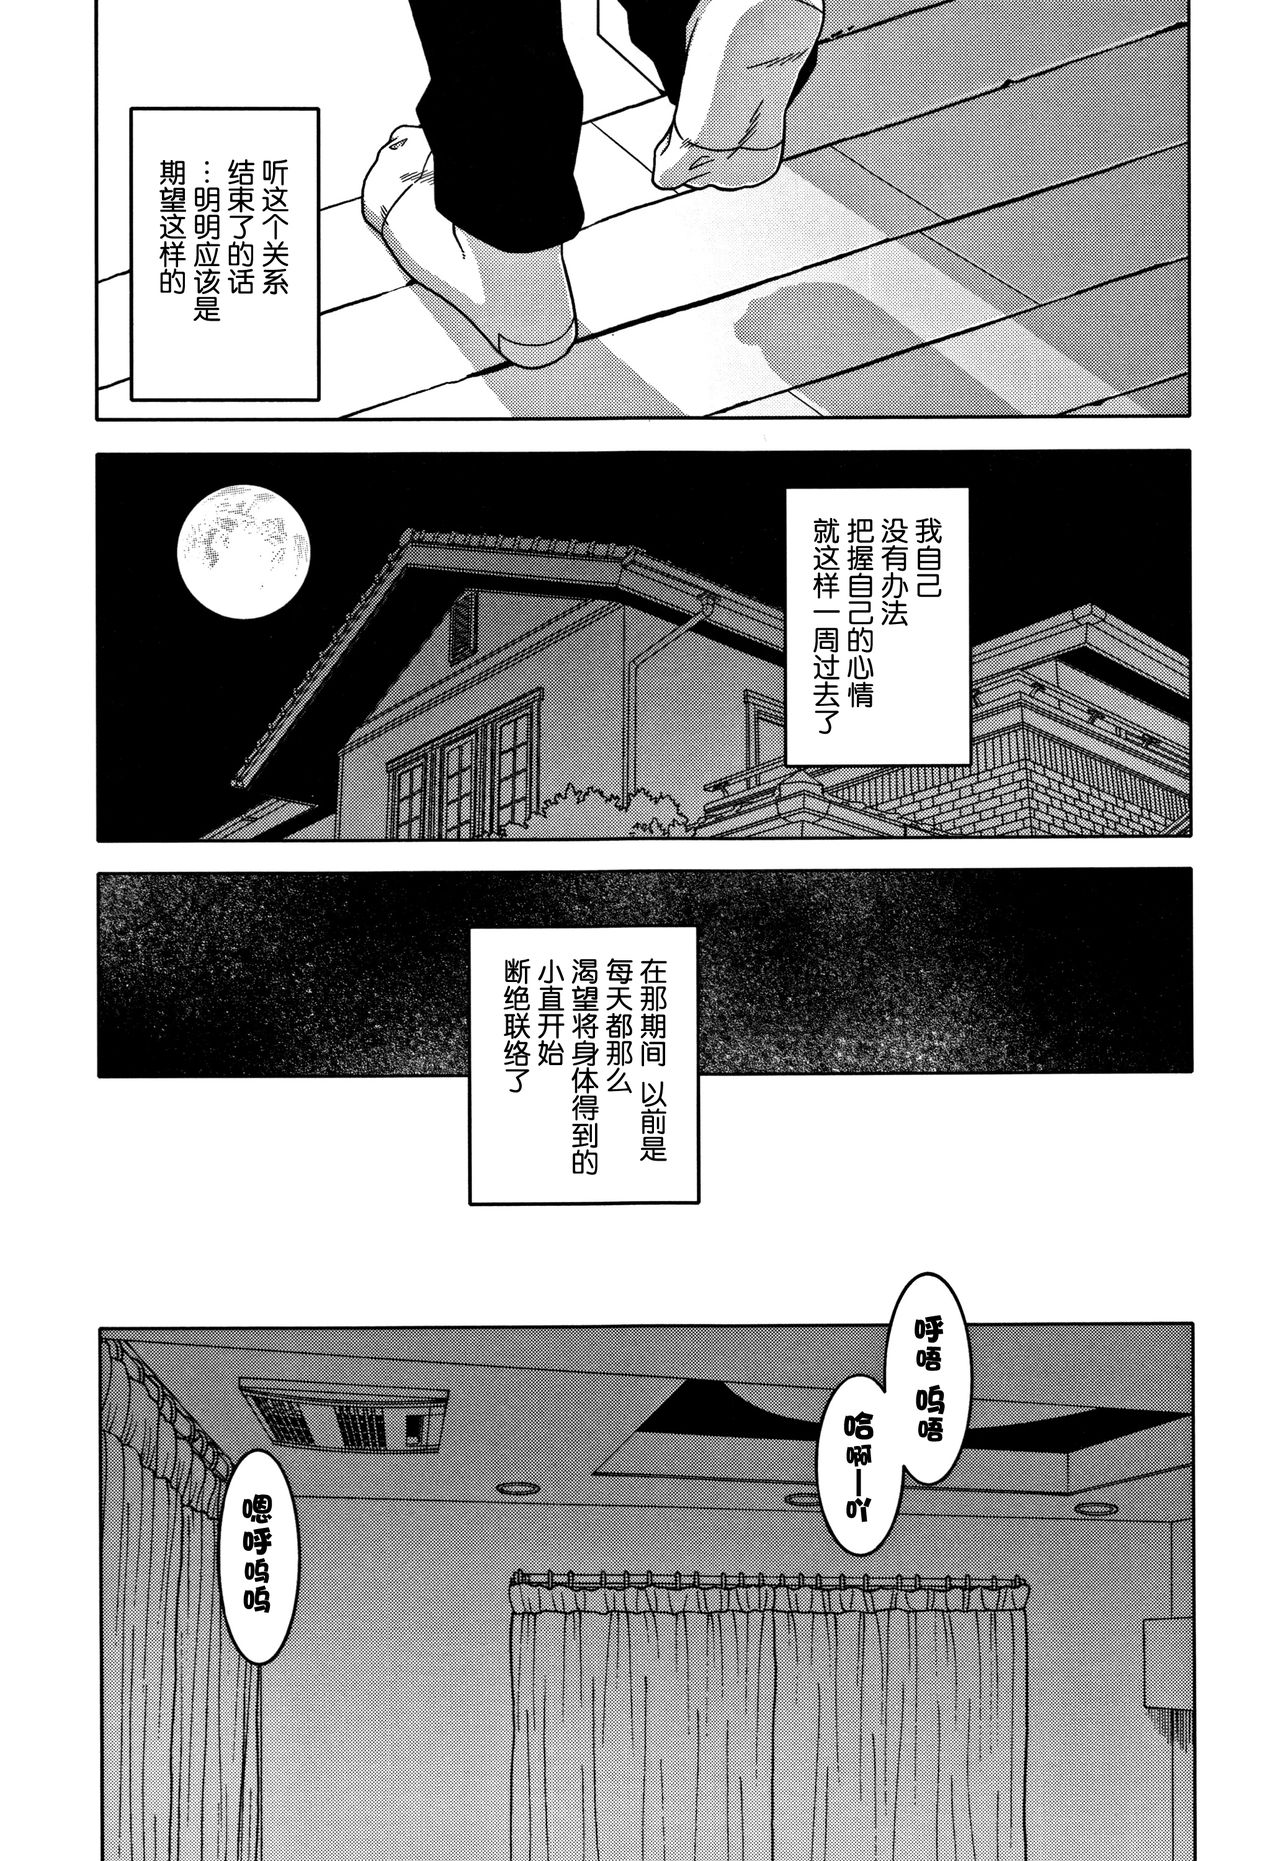 听这个关系
结束了的话
…明明应该是
期望这样的
我自己
没有办法
把握自己的心情
就这样一周过去了
在那期间 以前是
每天都那么
渴望将身体得到的
小直开始
断绝联络了
呼唔 呜唔
哈啊ー吖
嗯呼呜呜